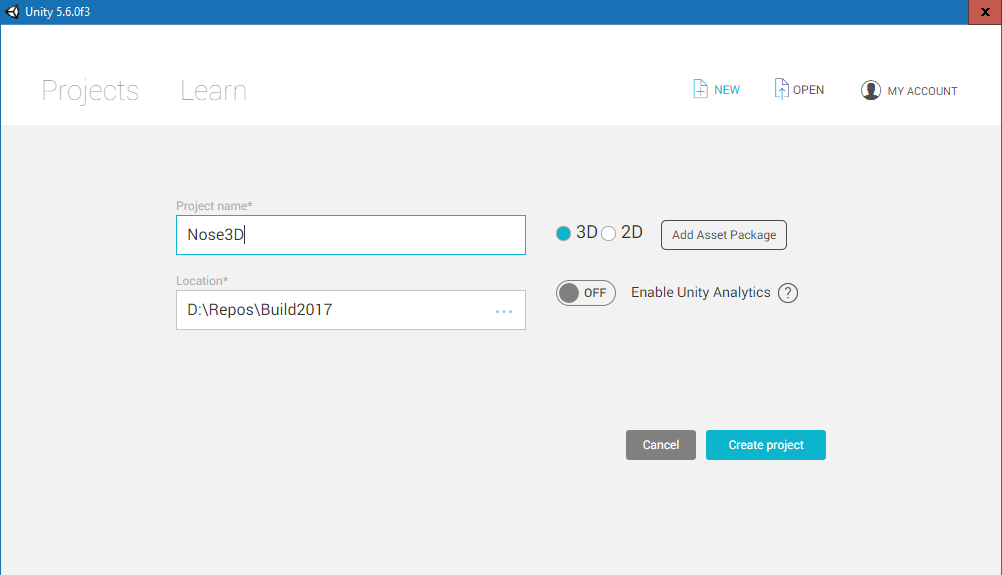 Unity 5.6.0f3
x
Projects Learn NEW OPEN MY ACCOUNT
Project name*
Nose3D 3D 2D Add Asset Package
Location*
D:\Repos\Build2017 ... OFF Enable Unity Analytics ?
Cancel Create project